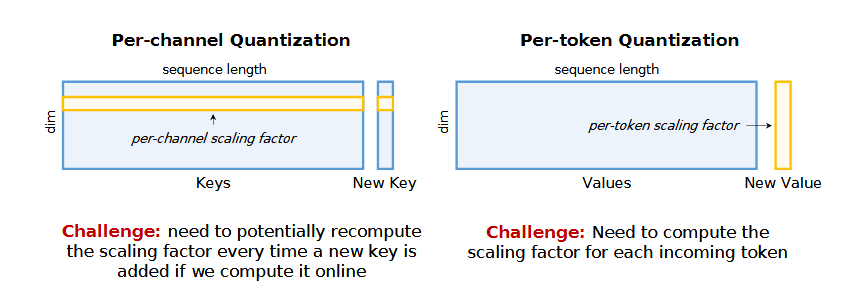 Per-channel Quantization
sequence length
dim
per-channel scaling factor
Keys
New Key
Challenge: need to potentially recompute
the scaling factor every time a new key is
added if we compute it online
Per-token Quantization
sequence length
dim
per-token scaling factor
Values
New Value
Challenge: Need to compute the
scaling factor for each incoming token